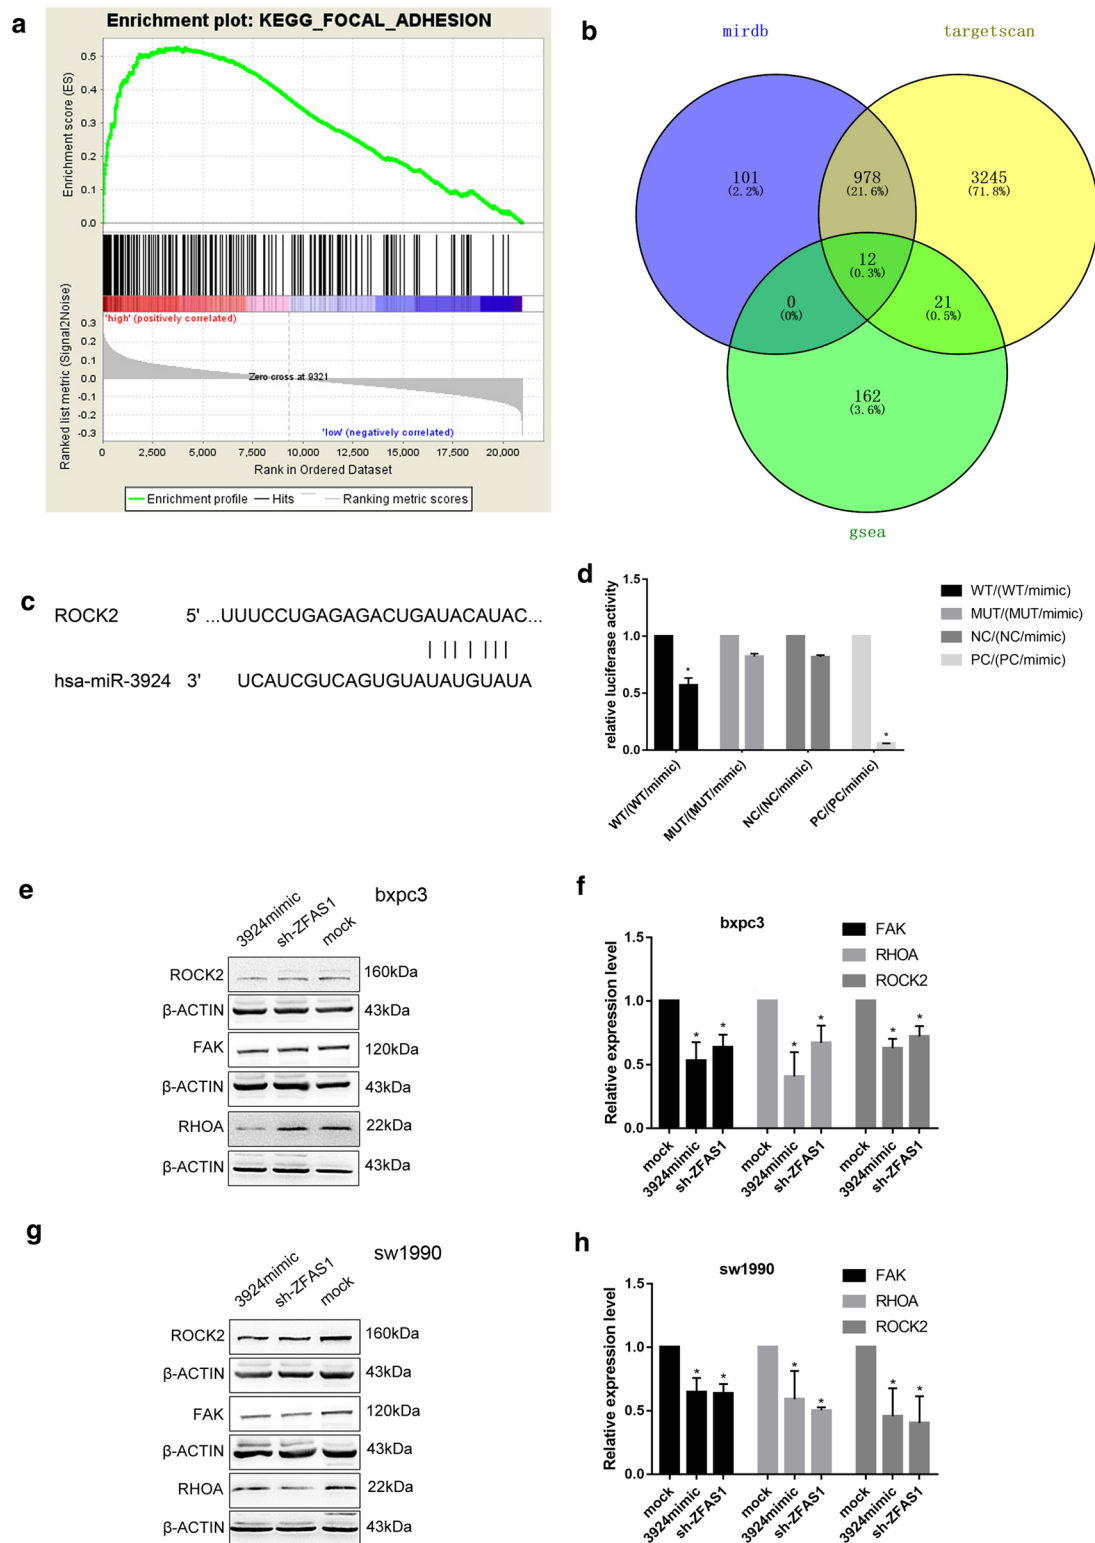 a
Enrichment plot: KEGG_FOCAL_ADHESION
Enrichment score (ES)
0.5
0.4
0.3
0.2
0.1
0.0
'high' (positively correlated)
Ranked list metric (Signal2Noise)
0.3
0.2
0.1
0.0
-0.1
-0.2
-0.3
Zero cross at 9321
'low' (negatively correlated)
0 2,500 5,000 7,500 10,000 12,500 15,000 17,500 20,000
Rank in Ordered Dataset
Enrichment profile Hits Ranking metric scores
b
mirdb targetscan
101 978 3245
(2.2%) (21.6%) (71.8%)
12
(0.3%)
0 21
(0%) (0.5%)
162
(3.6%)
gsea
c
ROCK2 5' ...UUUCCUGAGAGACUGAUACAUAC...
hsa-miR-3924 3' UCAUCGUCAGUGUAUAUGUAUA
d
relative luciferase activity
1.5
1.0
0.5
0.0
*
*
WT/(WT/mimic) MUT/(MUT/mimic) NC/(NC/mimic) PC/(PC/mimic)
WT/(WT/mimic)
MUT/(MUT/mimic)
NC/(NC/mimic)
PC/(PC/mimic)
e
3924mimic sh-ZFAS1 mock bxpc3
ROCK2 160kDa
β-ACTIN 43kDa
FAK 120kDa
β-ACTIN 43kDa
RHOA 22kDa
β-ACTIN 43kDa
f
bxpc3
FAK
RHOA
ROCK2
Relative expression level
1.5
1.0
0.5
0.0
* * * * * *
mock 3924mimic sh-ZFAS1 mock 3924mimic sh-ZFAS1 mock 3924mimic sh-ZFAS1
g
3924mimic sh-ZFAS1 mock sw1990
ROCK2 160kDa
β-ACTIN 43kDa
FAK 120kDa
β-ACTIN 43kDa
RHOA 22kDa
β-ACTIN 43kDa
h
sw1990
FAK
RHOA
ROCK2
Relative expression level
1.5
1.0
0.5
0.0
* * * * * *
mock 3924mimic sh-ZFAS1 mock 3924mimic sh-ZFAS1 mock 3924mimic sh-ZFAS1